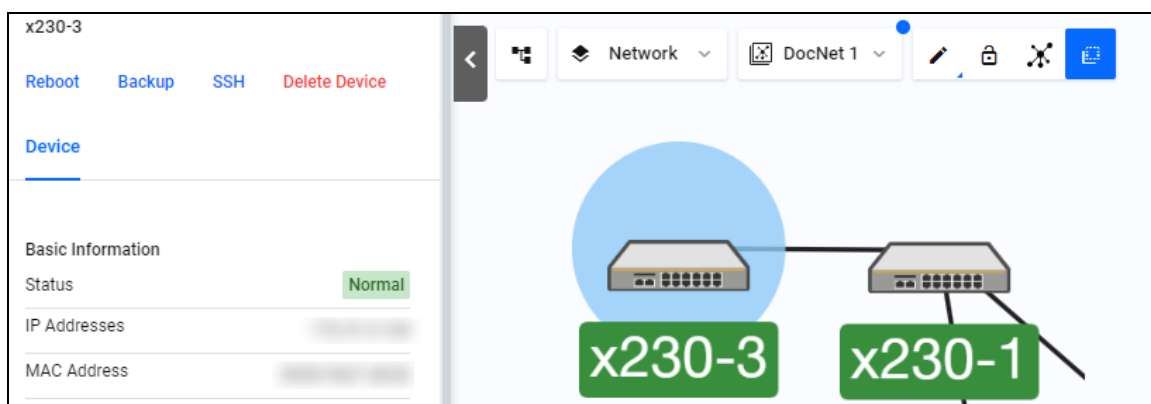 x230-3
Reboot Backup SSH Delete Device
Device
Basic Information
Status Normal
IP Addresses
MAC Address
Network DocNet 1
x230-3 x230-1